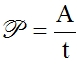 𝒫 = A/t